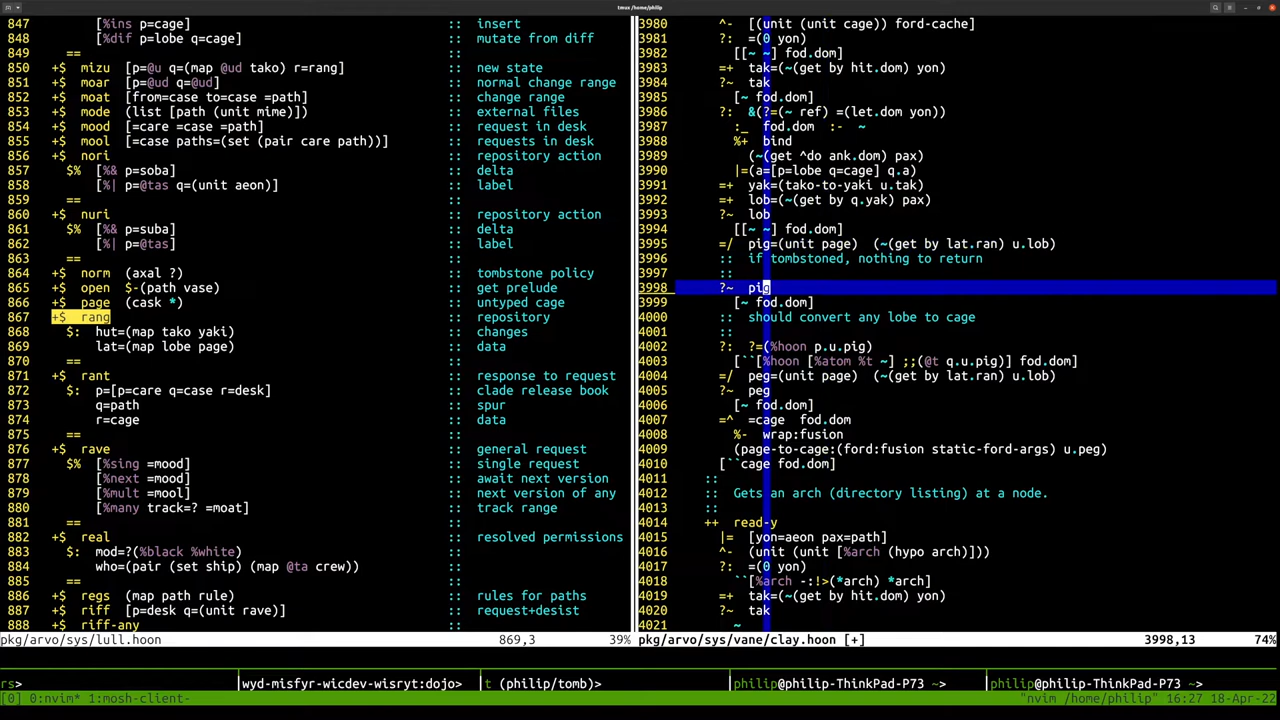 tmux /home/philip
847 [%ins p=cage] :: insert
848 [%dif p=lobe q=cage] :: mutate from diff
849 == ::
850 +$ mizu [p=@u q=(map @ud tako) r=rang] :: new state
851 +$ moar [p=@ud q=@ud] :: normal change range
852 +$ moat [from=case to=case =path] :: change range
853 +$ mode (list [path (unit mime)]) :: external files
854 +$ mood [=care =case =path] :: request in desk
855 +$ mool [=case paths=(set (pair care path))] :: requests in desk
856 +$ nori :: repository action
857 $% [%& p=soba] :: delta
858 [%| p=@tas q=(unit aeon)] :: label
859 == ::
860 +$ nuri :: repository action
861 $% [%& p=suba] :: delta
862 [%| p=@tas] :: label
863 == ::
864 +$ norm (axal ?) :: tombstone policy
865 +$ open $-(path vase) :: get prelude
866 +$ page (cask *) :: untyped cage
867 +$ rang :: repository
868 $: hut=(map tako yaki) :: changes
869 lat=(map lobe page) :: data
870 == ::
871 +$ rant :: response to request
872 $: p=[p=care q=case r=desk] :: clade release book
873 q=path :: spur
874 r=cage :: data
875 == ::
876 +$ rave :: general request
877 $% [%sing =mood] :: single request
878 [%next =mood] :: await next version
879 [%mult =mool] :: next version of any
880 [%many track=? =moat] :: track range
881 == ::
882 +$ real :: resolved permissions
883 $: mod=?(%black %white) ::
884 who=(pair (set ship) (map @ta crew)) ::
885 == ::
886 +$ regs (map path rule) :: rules for paths
887 +$ riff [p=desk q=(unit rave)] :: request+desist
888 +$ riff-any ::
pkg/arvo/sys/lull.hoon 869,3 39%
3980 ^- [(unit (unit cage)) ford-cache]
3981 ?: =(0 yon)
3982 [[~ ~] fod.dom]
3983 =+ tak=(~(get by hit.dom) yon)
3984 ?~ tak
3985 [~ fod.dom]
3986 ?: &(?=(~ ref) =(let.dom yon))
3987 :_ fod.dom :- ~
3988 %+ bind
3989 (~(get ^do ank.dom) pax)
3990 |=(a=[p=lobe q=cage] q.a)
3991 =+ yak=(tako-to-yaki u.tak)
3992 =+ lob=(~(get by q.yak) pax)
3993 ?~ lob
3994 [[~ ~] fod.dom]
3995 =/ pig=(unit page) (~(get by lat.ran) u.lob)
3996 :: if tombstoned, nothing to return
3997 ::
3998 ?~ pig
3999 [~ fod.dom]
4000 :: should convert any lobe to cage
4001 ::
4002 ?: ?=(%hoon p.u.pig)
4003 [``[%hoon [%atom %t ~] ;;(@t q.u.pig)] fod.dom]
4004 =/ peg=(unit page) (~(get by lat.ran) u.lob)
4005 ?~ peg
4006 [~ fod.dom]
4007 =^ =cage fod.dom
4008 %- wrap:fusion
4009 (page-to-cage:(ford:fusion static-ford-args) u.peg)
4010 [``cage fod.dom]
4011 ::
4012 :: Gets an arch (directory listing) at a node.
4013 ::
4014 ++ read-y
4015 |= [yon=aeon pax=path]
4016 ^- (unit (unit [%arch (hypo arch)]))
4017 ?: =(0 yon)
4018 ``[%arch -:!>(*arch) *arch]
4019 =+ tak=(~(get by hit.dom) yon)
4020 ?~ tak
4021 ~
pkg/arvo/sys/vane/clay.hoon [+] 3998,13 74%
rs> |wyd-misfyr-wicdev-wisryt:dojo> |t (philip/tomb)> |philip@philip-ThinkPad-P73 ~> |philip@philip-ThinkPad-P73 ~>
[0] 0:nvim* 1:mosh-client- "nvim /home/philip" 16:27 18-Apr-22